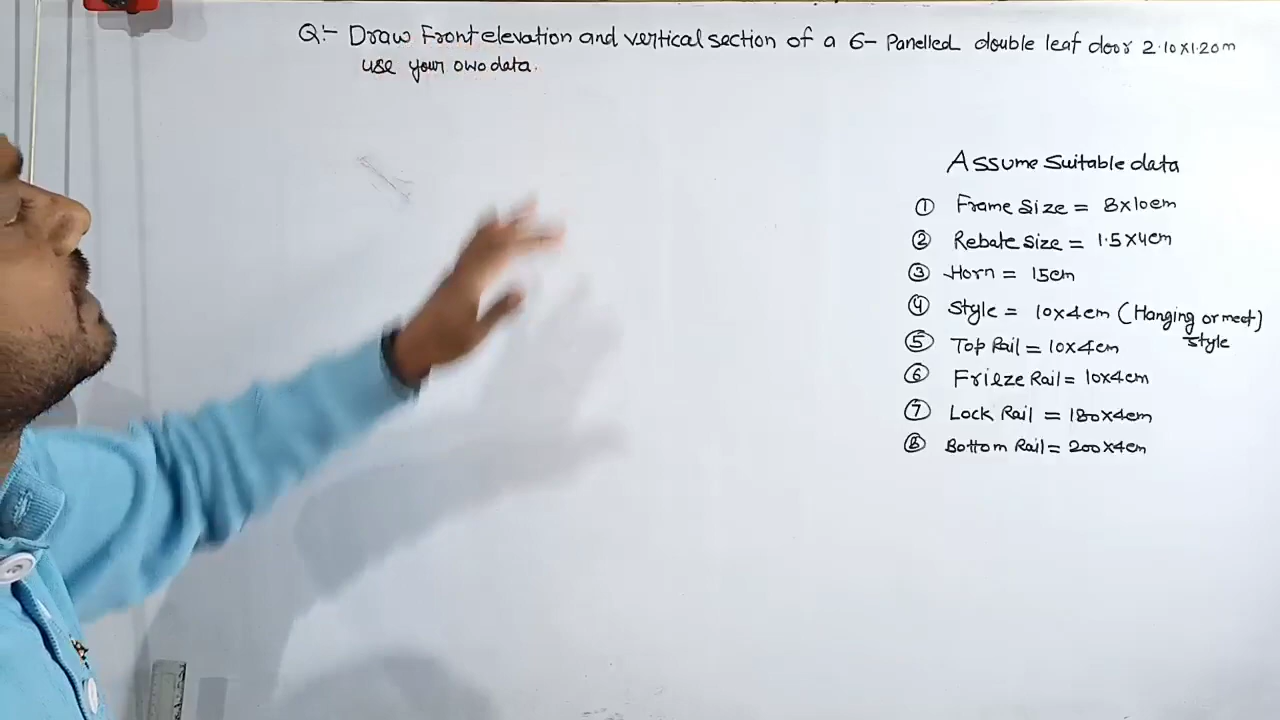 Q:- Draw Front elevation and vertical section of a 6- Panelled double leaf door 2.10x1.20m
use your owo data.
Assume suitable data
① Frame size = 8x10cm
② Rebate size = 1.5x4cm
③ Horn = 15cm
④ Style = 10x4cm (Hanging or meet)
style
⑤ Top Rail = 10x4cm
⑥ Frieze Rail = 10x4cm
⑦ Lock Rail = 180x4cm
⑧ Bottom Rail = 200x4cm